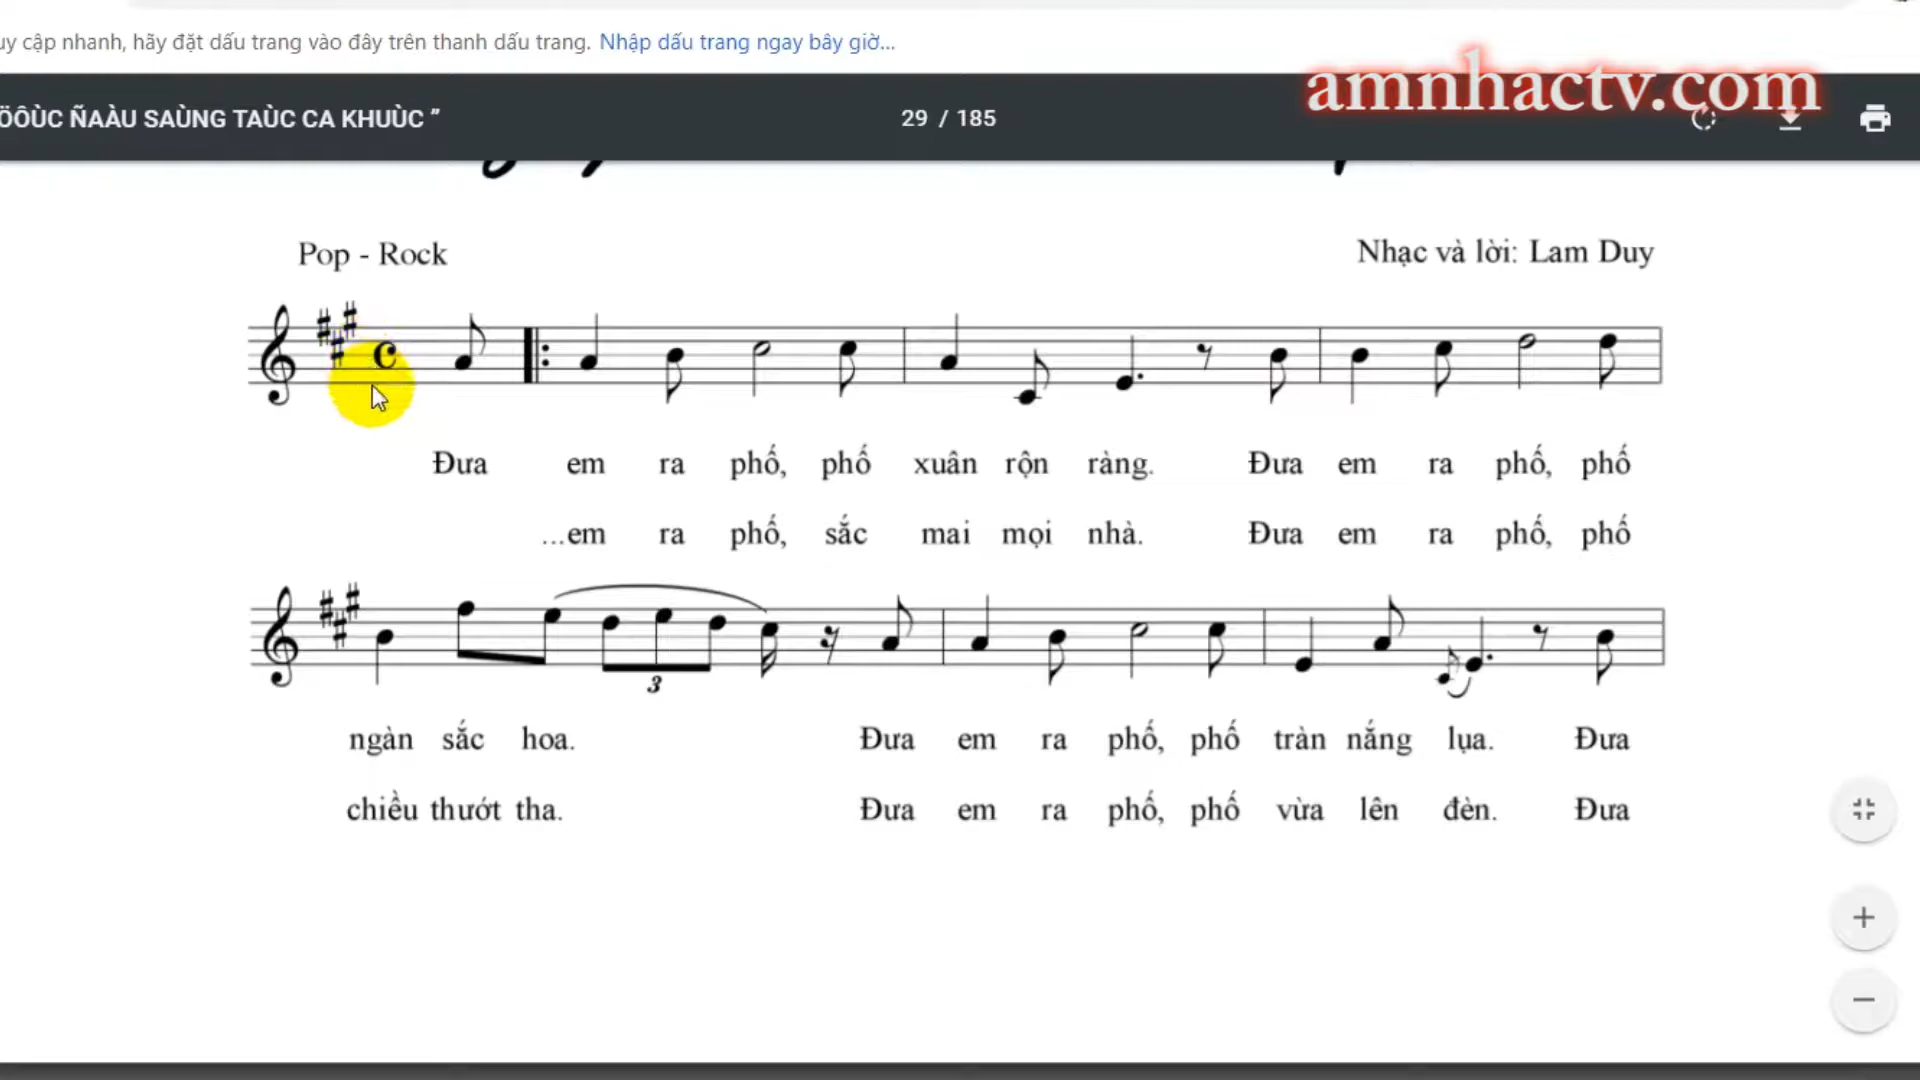 uy cập nhanh, hãy đặt dấu trang vào đây trên thanh dấu trang. Nhập dấu trang ngay bây giờ...
amnhactv.com
ÖÔÙC ÑAÀU SAÙNG TAÙC CA KHUÙC ” 29 / 185
Pop - Rock Nhạc và lời: Lam Duy
Đưa em ra phố, phố xuân rộn ràng. Đưa em ra phố, phố
...em ra phố, sắc mai mọi nhà. Đưa em ra phố, phố
3
ngàn sắc hoa. Đưa em ra phố, phố tràn nắng lụa. Đưa
chiều thướt tha. Đưa em ra phố, phố vừa lên đèn. Đưa